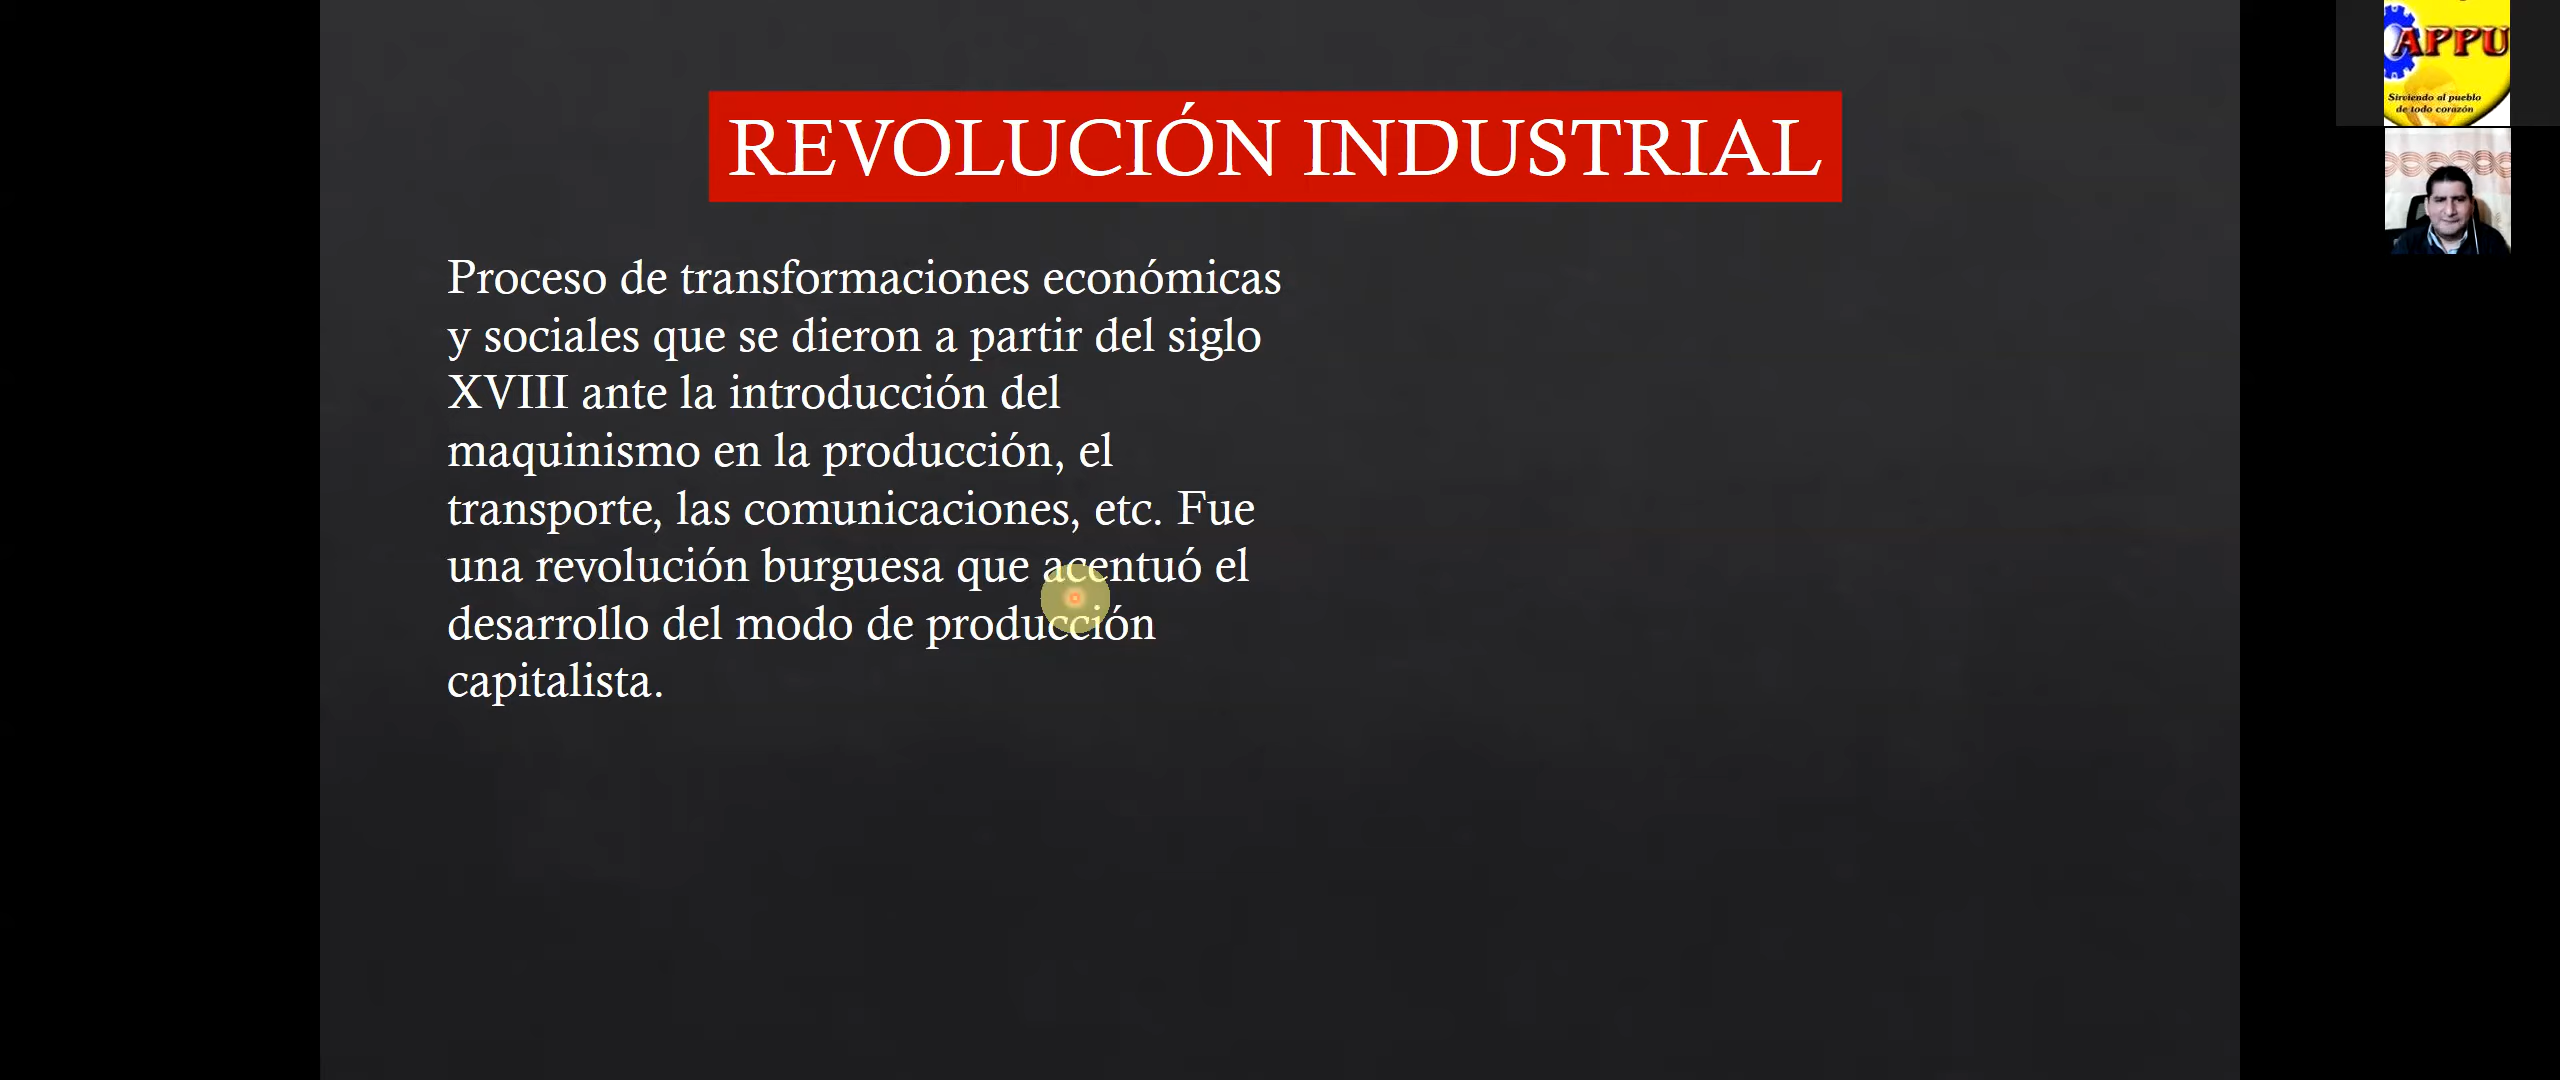 REVOLUCIÓN INDUSTRIAL
Proceso de transformaciones económicas
y sociales que se dieron a partir del siglo
XVIII ante la introducción del
maquinismo en la producción, el
transporte, las comunicaciones, etc. Fue
una revolución burguesa que acentuó el
desarrollo del modo de producción
capitalista.
CAPPU
Sirviendo al pueblo
de todo corazón